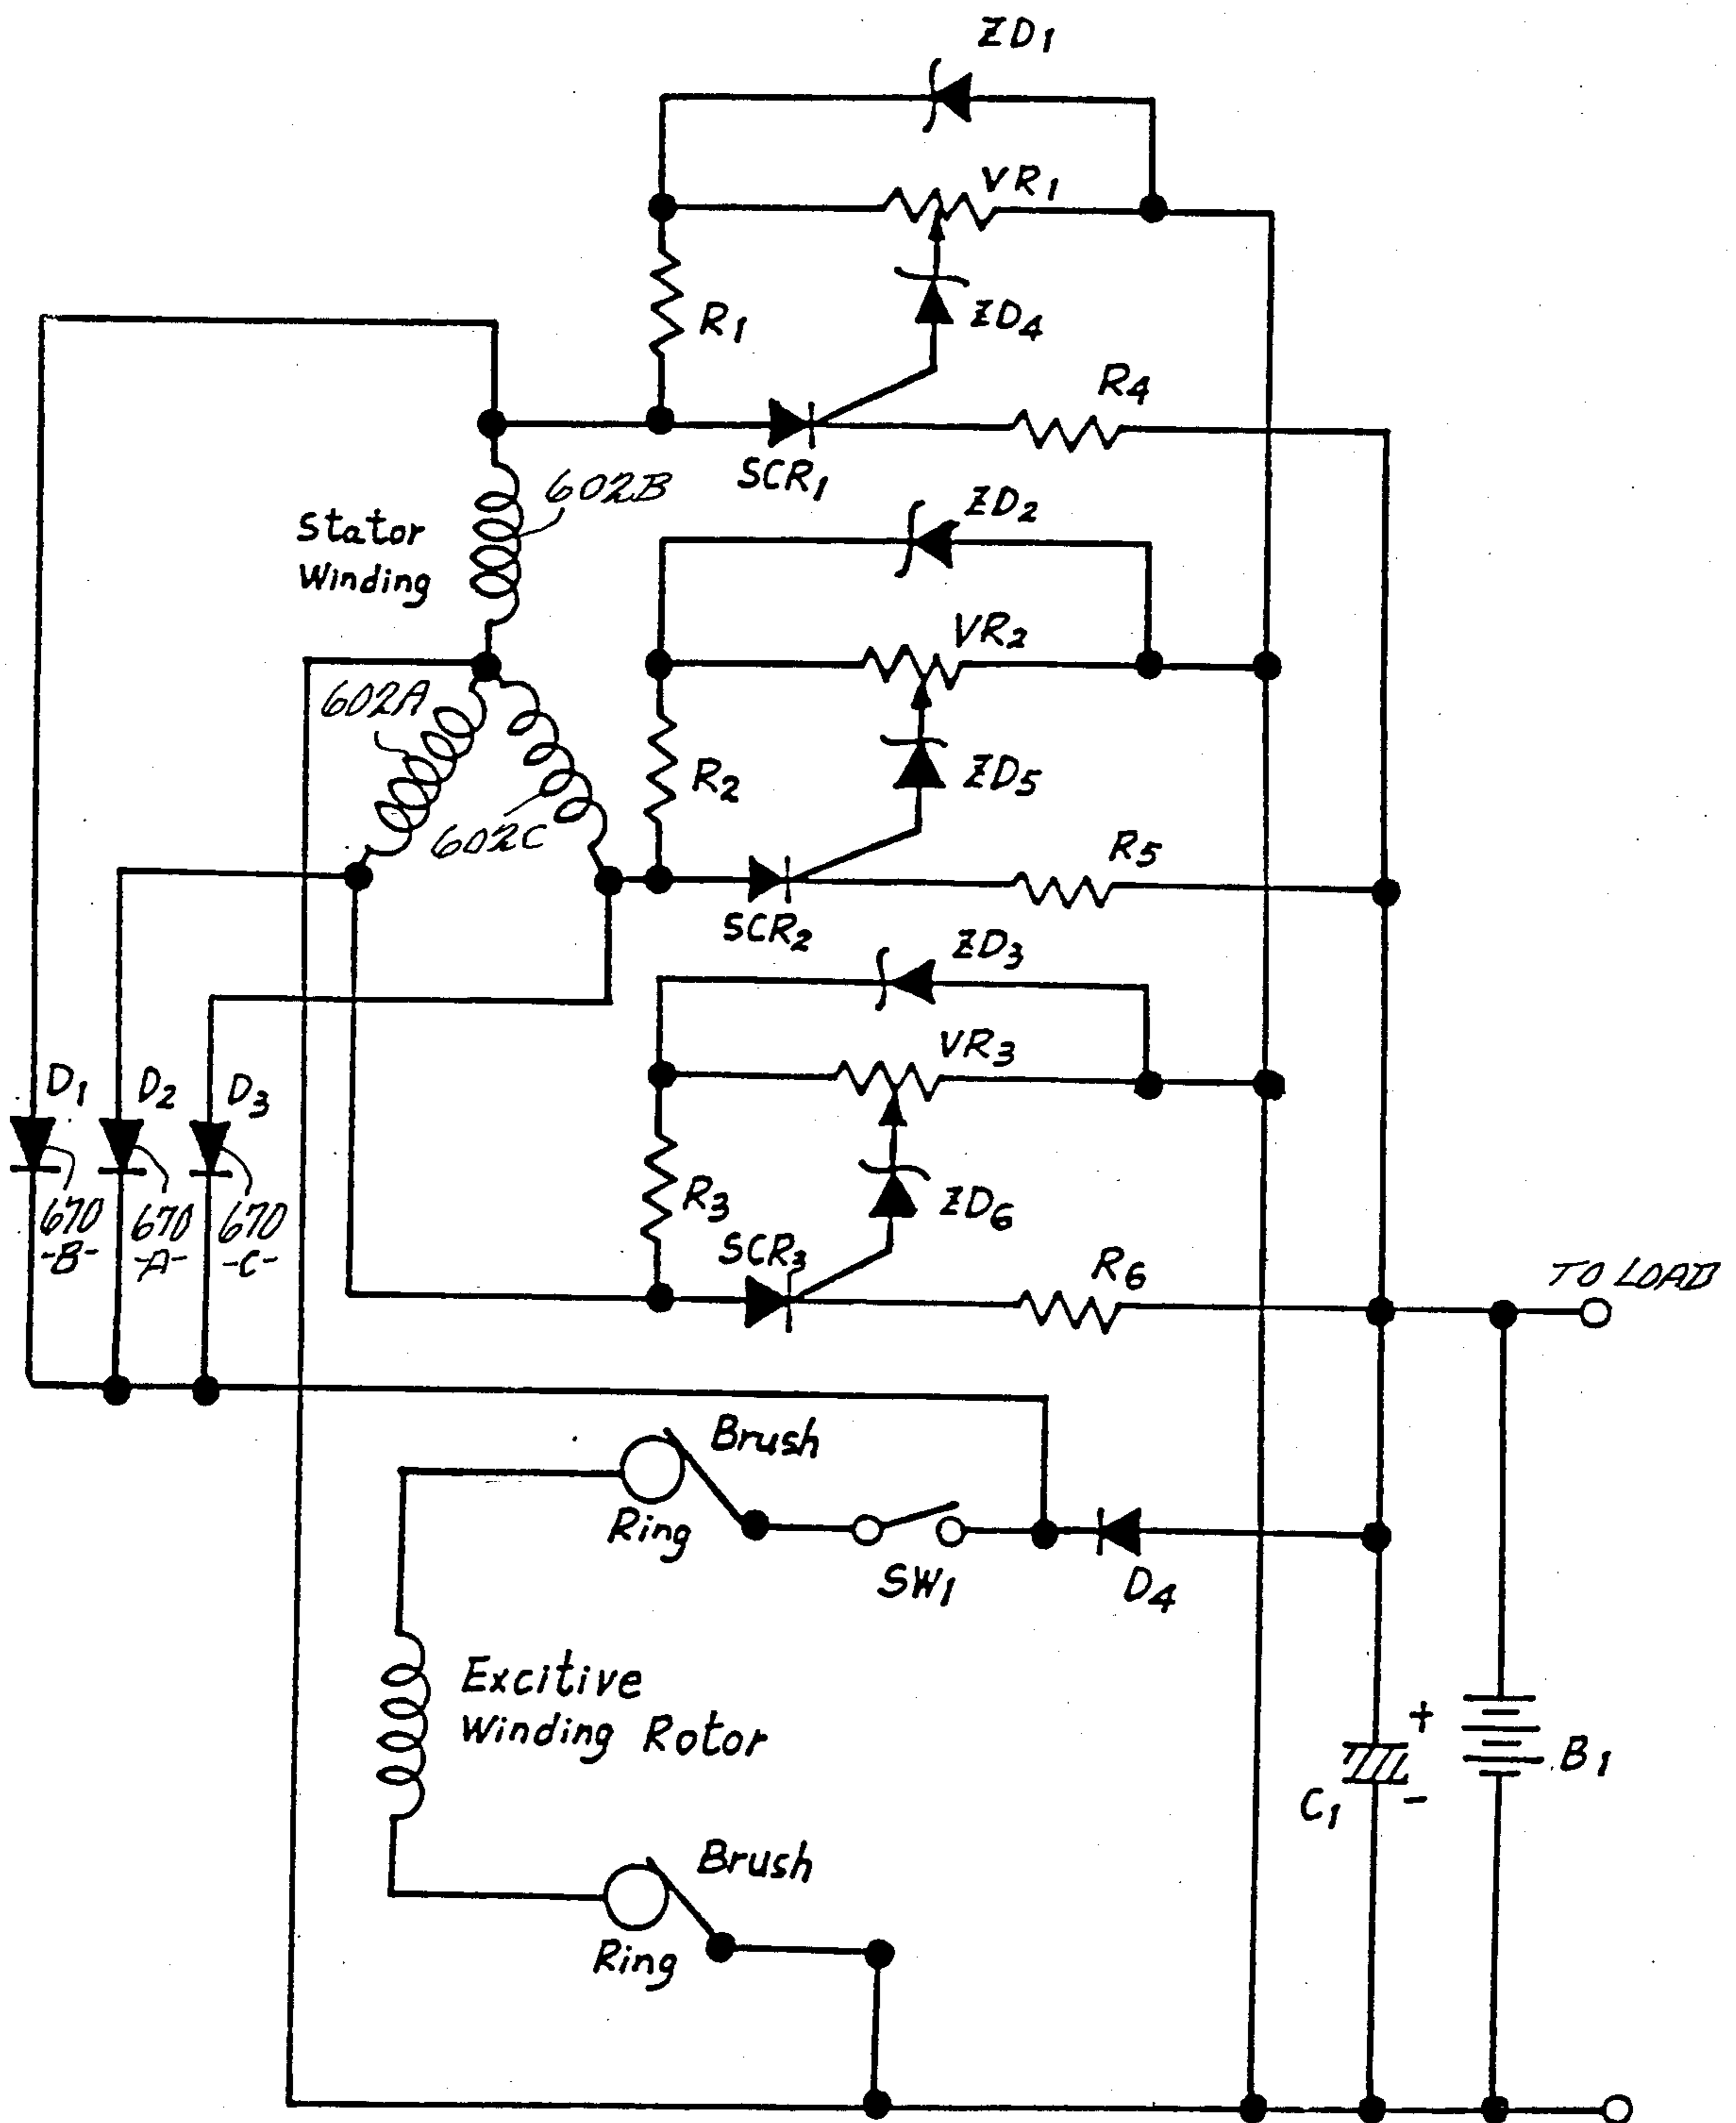 ZD1
VR1
R1
ZD4
R4
SCR1
602B
Stator
Winding
ZD2
VR2
602A
R2
ZD5
602C
R5
SCR2
ZD3
VR3
D1
D2
D3
R3
ZD6
SCR3
R6
670
-B-
670
-A-
670
-C-
TO LOAD
Brush
Ring
SW1
D4
Excitive
Winding Rotor
+
C1
-
B1
Brush
Ring